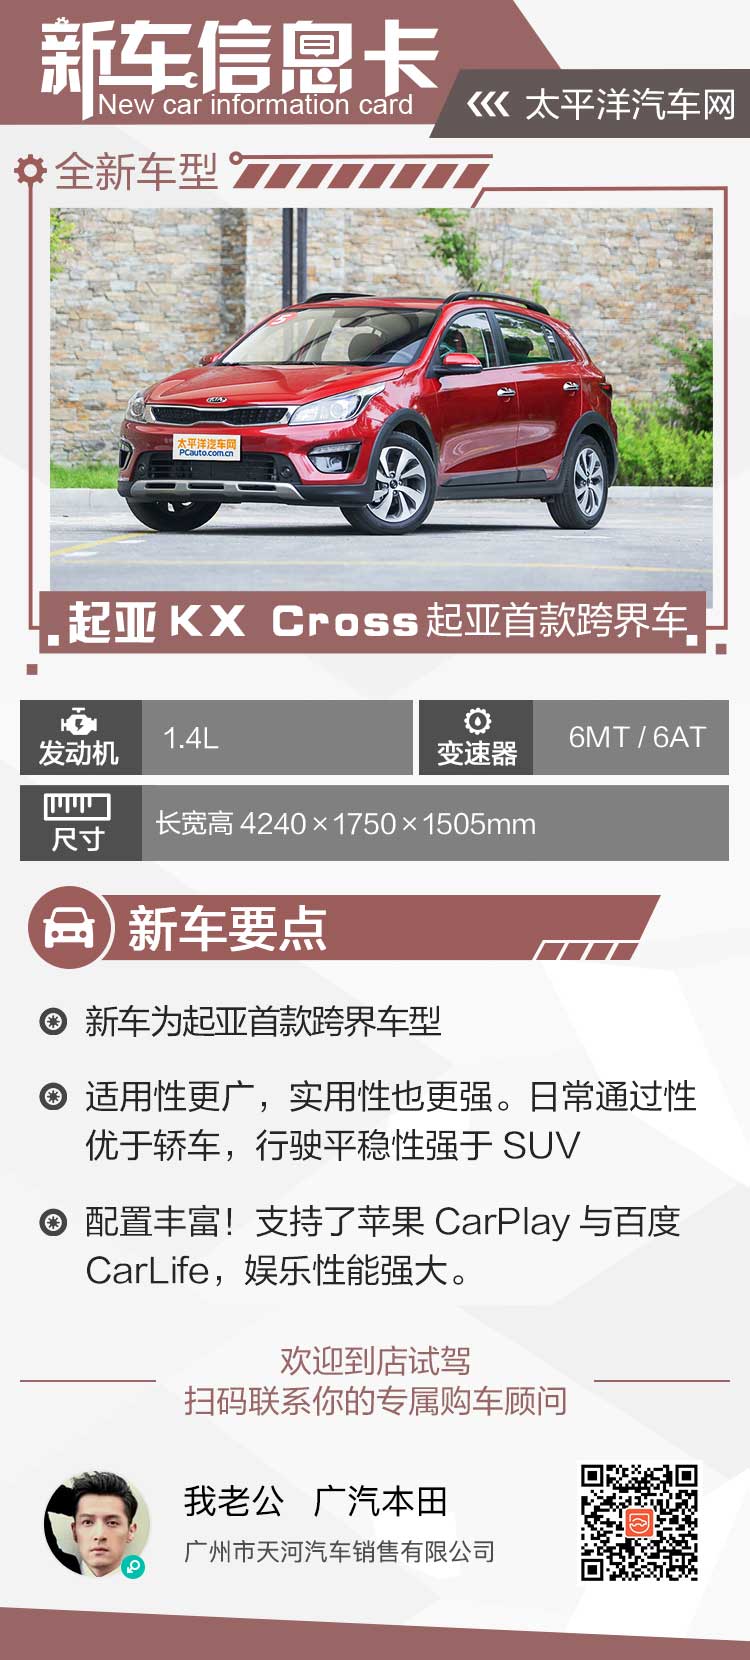 新车信息卡
New car information card
太平洋汽车网
全新车型
KIA
太平洋汽车网
PCauto.com.cn
起亚 KX Cross 起亚首款跨界车
发动机
1.4L
变速器
6MT / 6AT
尺寸
长宽高 4240×1750×1505mm
新车要点
新车为起亚首款跨界车型
适用性更广，实用性也更强。日常通过性
优于轿车，行驶平稳性强于 SUV
配置丰富！支持了苹果 CarPlay 与百度
CarLife，娱乐性能强大。
欢迎到店试驾
扫码联系你的专属购车顾问
我老公 广汽本田
广州市天河汽车销售有限公司